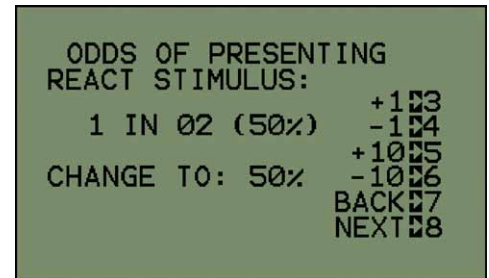 ODDS OF PRESENTING
REACT STIMULUS:
+1 3
1 IN 02 (50%) -1 4
+10 5
CHANGE TO: 50% -10 6
BACK 7
NEXT 8